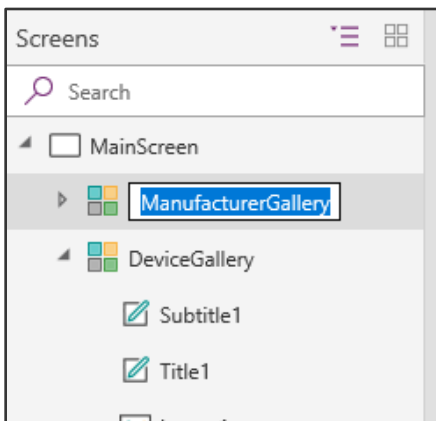 Screens
Search
MainScreen
ManufacturerGallery
DeviceGallery
Subtitle1
Title1